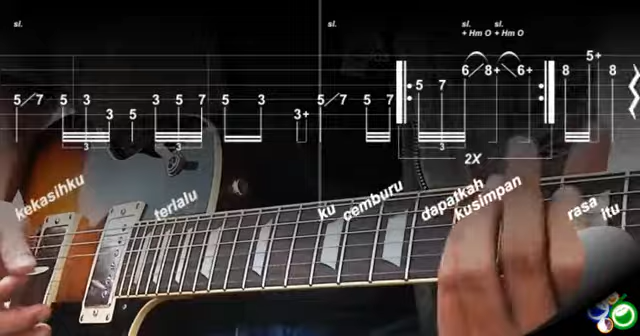 sl. sl. sl. sl.
+ Hm O + Hm O
5+
6 8+ 6+ 8 8
5 7
5 7 5 3 3 5 7 5 3 5 7 5 7
3 5 3+
3 3 3
2X
kekasihku terlalu ku cemburu dapatkah kusimpan rasa itu